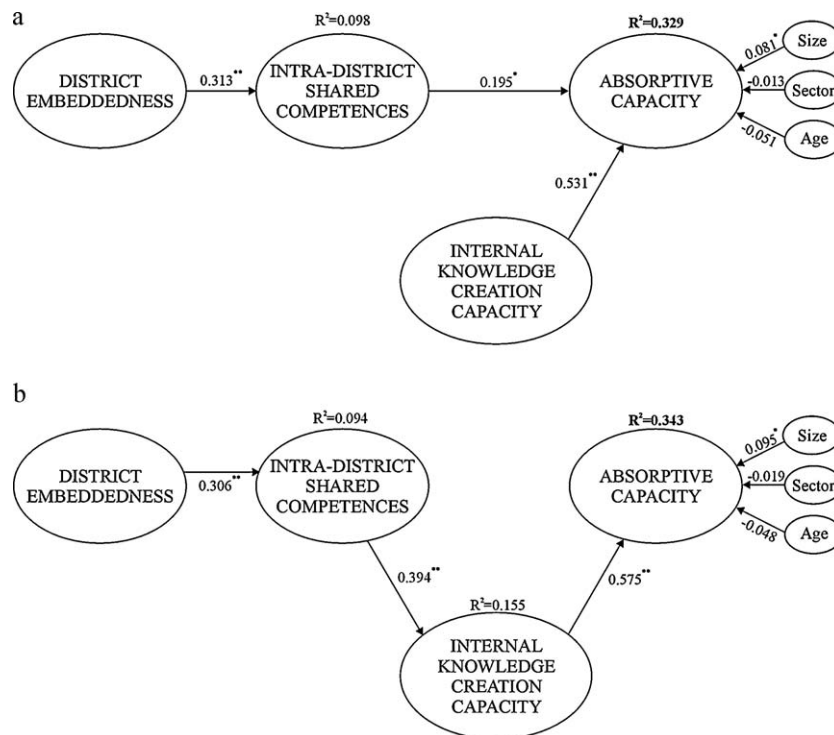 a
R²=0.098
R²=0.329
DISTRICT
EMBEDDEDNESS
0.313**
INTRA-DISTRICT
SHARED
COMPETENCES
0.195*
ABSORPTIVE
CAPACITY
0.081*
Size
-0.013
Sector
-0.051
Age
0.531**
INTERNAL
KNOWLEDGE
CREATION
CAPACITY
b
R²=0.094
R²=0.343
DISTRICT
EMBEDDEDNESS
0.306**
INTRA-DISTRICT
SHARED
COMPETENCES
ABSORPTIVE
CAPACITY
0.095*
Size
-0.019
Sector
-0.048
Age
0.394**
0.575**
R²=0.155
INTERNAL
KNOWLEDGE
CREATION
CAPACITY